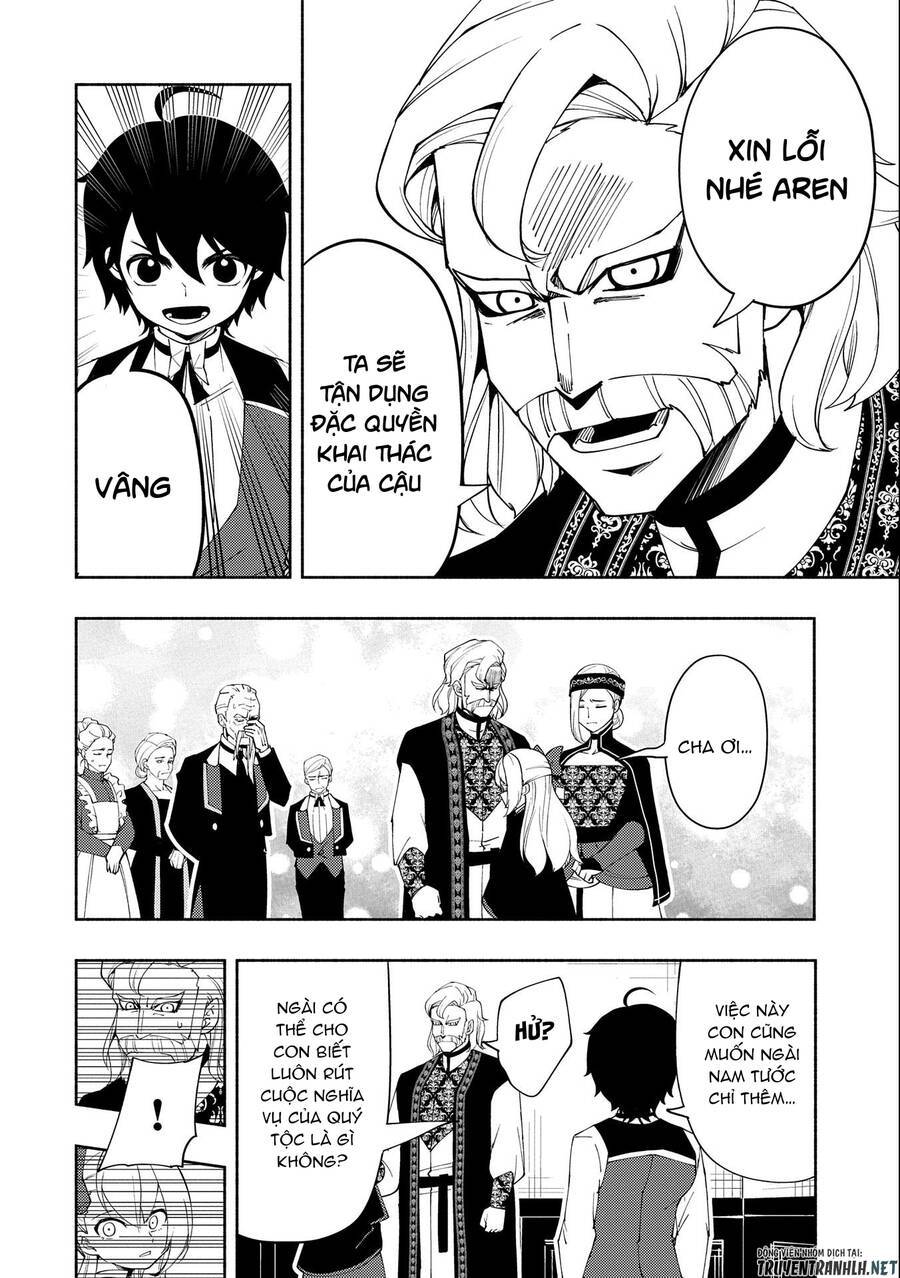 XIN LỖI
NHÉ AREN
TA SẼ
TẬN DỤNG
ĐẶC QUYỀN
KHAI THÁC
CỦA CẬU
VÂNG
CHA ƠI...
VIỆC NÀY
CON CŨNG
MUỐN NGÀI
NAM TƯỚC
CHỈ THÊM...
HỬ?
NGÀI CÓ
THỂ CHO
CON BIẾT
LUÔN RÚT
CUỘC NGHĨA
VỤ CỦA QUÝ
TỘC LÀ GÌ
KHÔNG?
!
ĐỘNG VIÊN NHÓM DỊCH TẠI:
TRUYENTRANHLH.NET